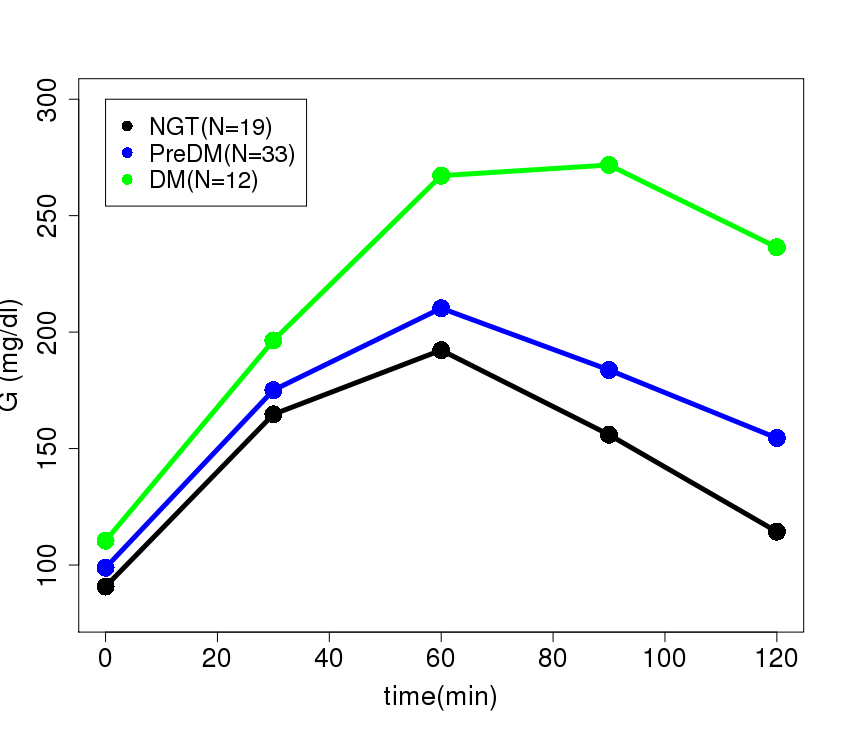 NGT(N=19)
PreDM(N=33)
DM(N=12)
G (mg/dl)
300
250
200
150
100
0 20 40 60 80 100 120
time(min)